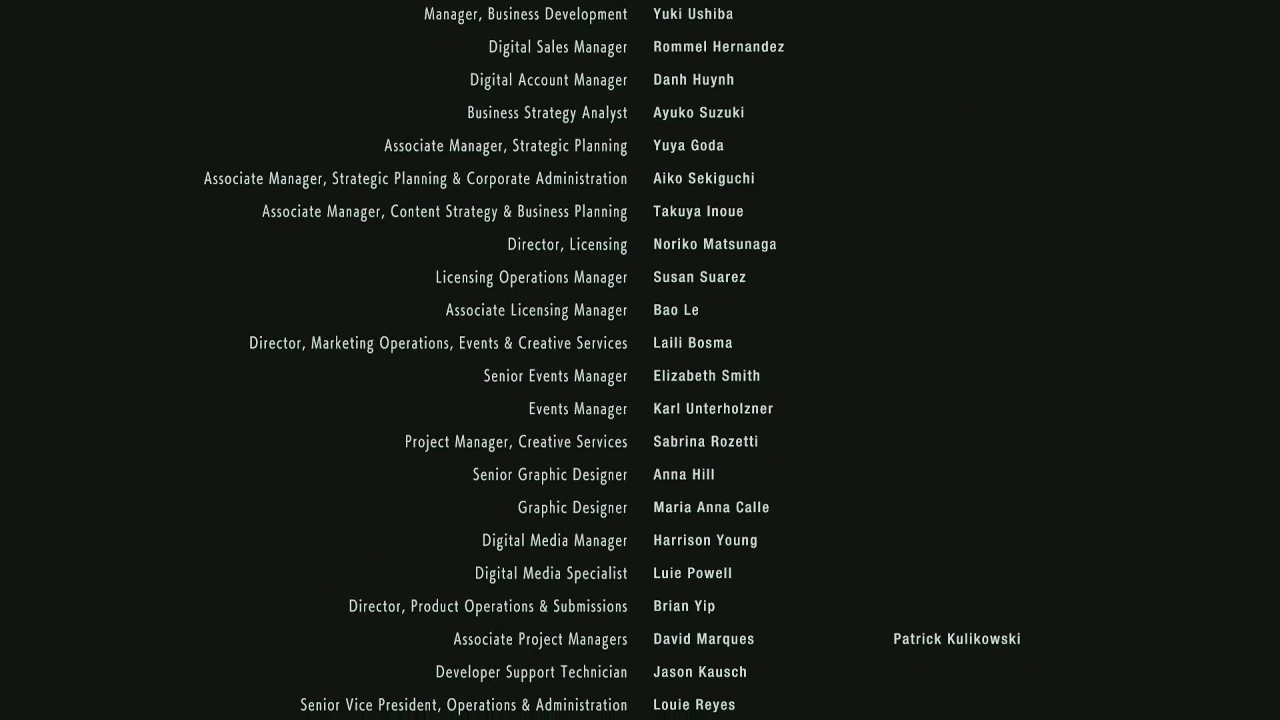 Manager, Business Development Yuki Ushiba
Digital Sales Manager Rommel Hernandez
Digital Account Manager Danh Huynh
Business Strategy Analyst Ayuko Suzuki
Associate Manager, Strategic Planning Yuya Goda
Associate Manager, Strategic Planning & Corporate Administration Aiko Sekiguchi
Associate Manager, Content Strategy & Business Planning Takuya Inoue
Director, Licensing Noriko Matsunaga
Licensing Operations Manager Susan Suarez
Associate Licensing Manager Bao Le
Director, Marketing Operations, Events & Creative Services Laili Bosma
Senior Events Manager Elizabeth Smith
Events Manager Karl Unterholzner
Project Manager, Creative Services Sabrina Rozetti
Senior Graphic Designer Anna Hill
Graphic Designer Maria Anna Calle
Digital Media Manager Harrison Young
Digital Media Specialist Luie Powell
Director, Product Operations & Submissions Brian Yip
Associate Project Managers David Marques Patrick Kulikowski
Developer Support Technician Jason Kausch
Senior Vice President, Operations & Administration Louie Reyes